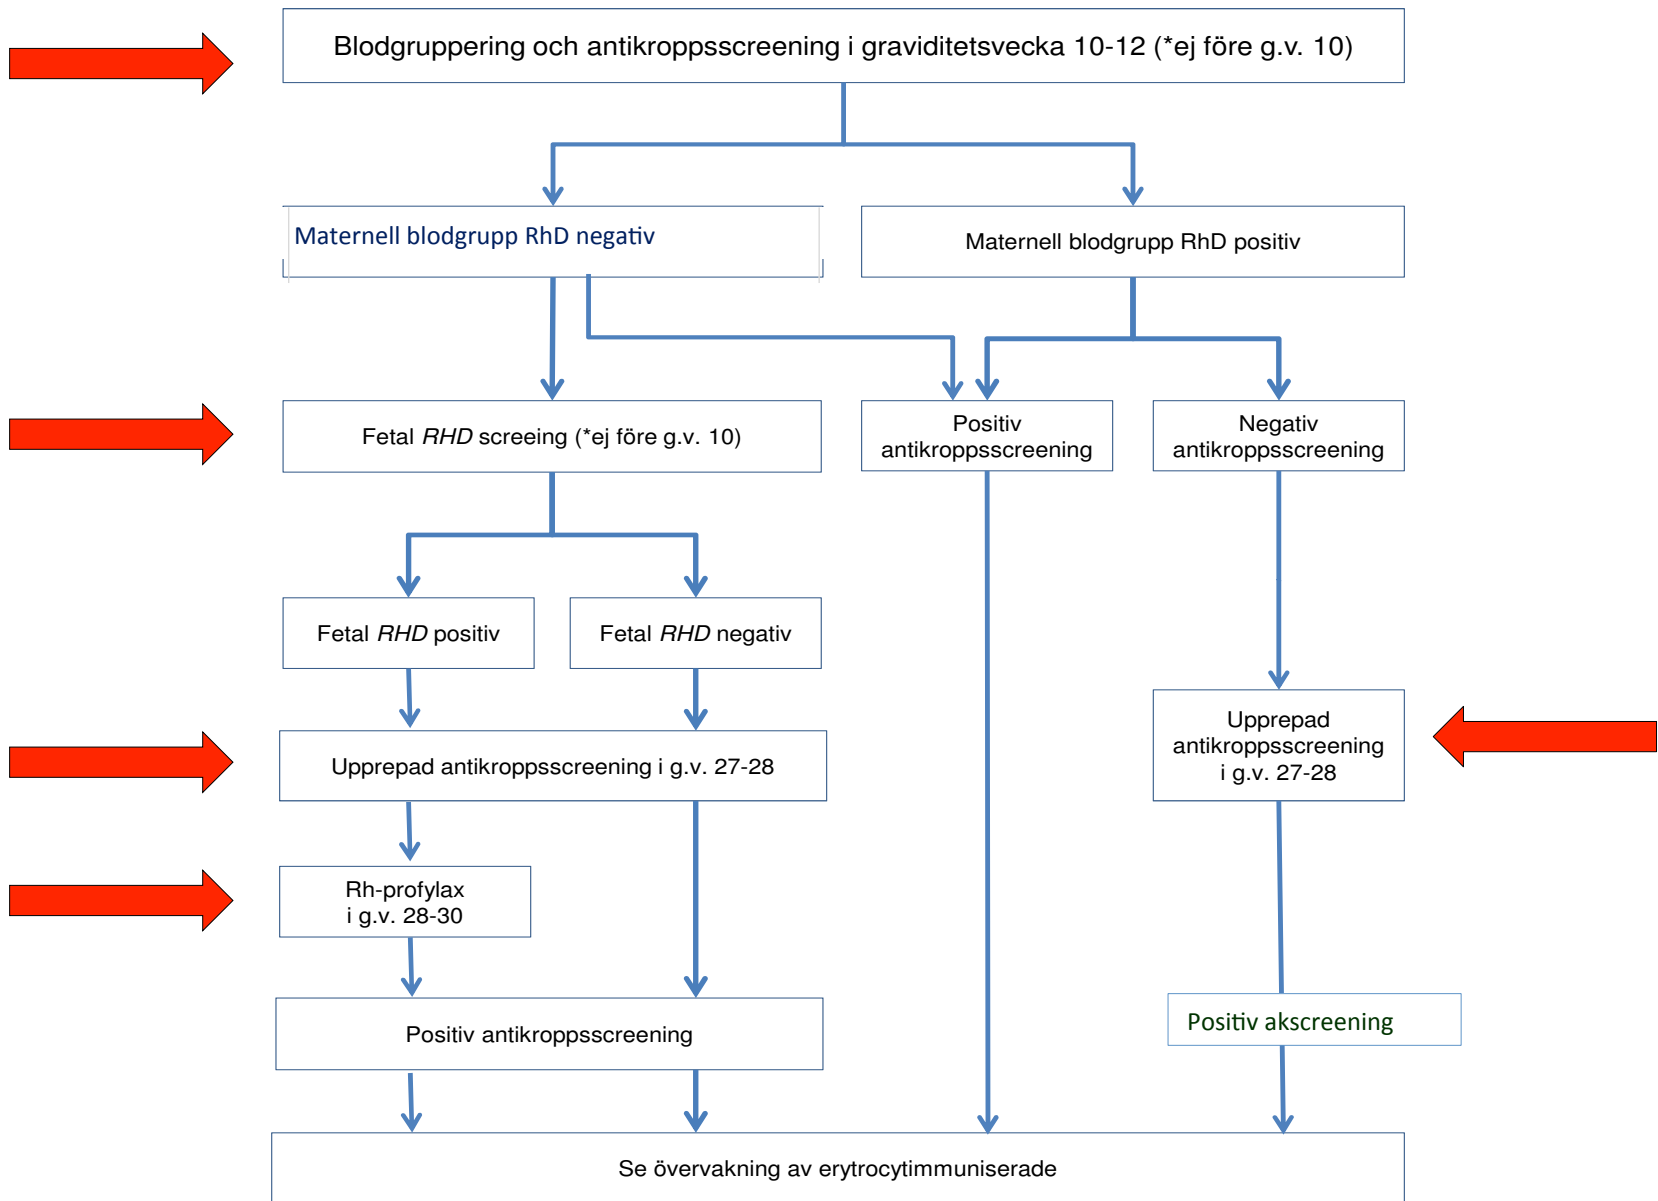 Blodgruppering och antikroppsscreening i graviditetsvecka 10-12 (*ej före g.v. 10)
Maternell blodgrupp RhD negativ
Maternell blodgrupp RhD positiv
Fetal RHD screeing (*ej före g.v. 10)
Positiv
antikroppsscreening
Negativ
antikroppsscreening
Fetal RHD positiv
Fetal RHD negativ
Upprepad antikroppsscreening i g.v. 27-28
Upprepad
antikroppsscreening
i g.v. 27-28
Rh-profylax
i g.v. 28-30
Positiv antikroppsscreening
Positiv akscreening
Se övervakning av erytrocytimmuniserade